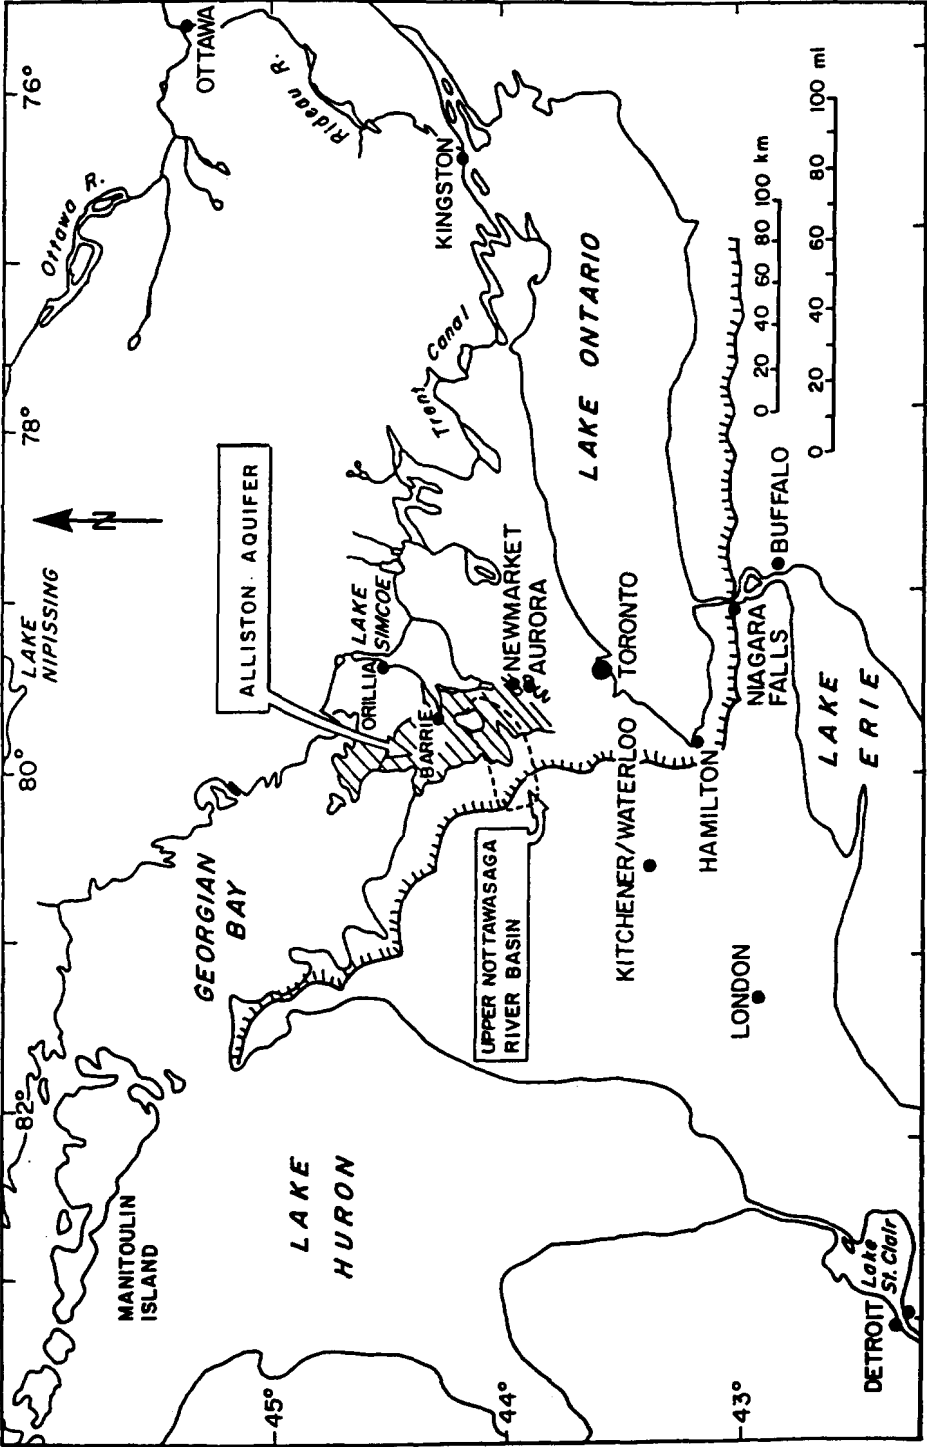 82°
80°
78°
76°
LAKE
NIPISSING
N
Ottawa R.
OTTAWA
MANITOULIN
ISLAND
GEORGIAN
BAY
ALLISTON AQUIFER
Rideau R.
45°
LAKE
HURON
ORILLIA
LAKE
SIMCOE
BARRIE
Trent Canal
KINGSTON
44°
UPPER NOTTAWASAGA
RIVER BASIN
NEWMARKET
AURORA
LAKE ONTARIO
KITCHENER/WATERLOO
TORONTO
HAMILTON
43°
LONDON
NIAGARA
FALLS
BUFFALO
0 20 40 60 80 100 km
0 20 40 60 80 100 mi
LAKE
ERIE
DETROIT
Lake
St. Clair